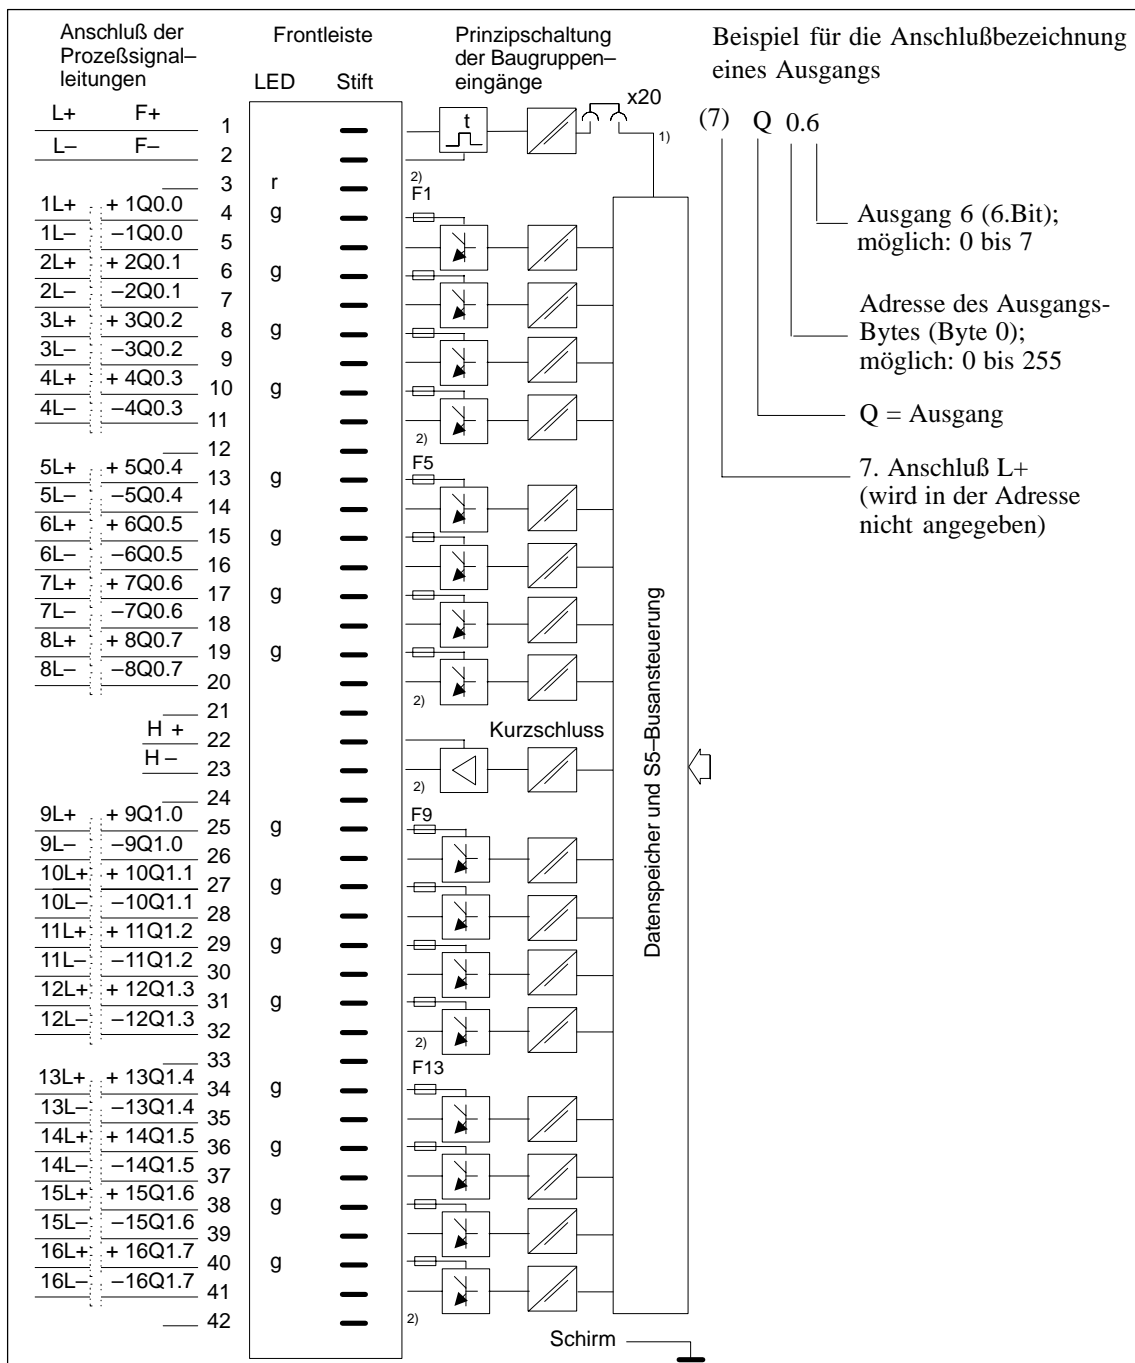 Anschluß der
Prozeßsignal–
leitungen
Frontleiste
LED Stift
Prinzipschaltung
der Baugruppen–
eingänge
Beispiel für die Anschlußbezeichnung
eines Ausgangs
(7) Q 0.6
Ausgang 6 (6.Bit);
möglich: 0 bis 7
Adresse des Ausgangs-
Bytes (Byte 0);
möglich: 0 bis 255
Q = Ausgang
7. Anschluß L+
(wird in der Adresse
nicht angegeben)
L+ F+ 1 t x20
1)
L– F– 2
3 r 2)
F1
1L+ + 1Q0.0 4 g
1L– –1Q0.0 5
2L+ + 2Q0.1 6 g
2L– –2Q0.1 7
3L+ + 3Q0.2 8 g
3L– –3Q0.2 9
4L+ + 4Q0.3 10 g
4L– –4Q0.3 11
2)
12
F5
5L+ + 5Q0.4 13 g
5L– –5Q0.4 14
6L+ + 6Q0.5 15 g
6L– –6Q0.5 16
7L+ + 7Q0.6 17 g
7L– –7Q0.6 18
8L+ + 8Q0.7 19 g
8L– –8Q0.7 20
2)
21
Kurzschluss
H + 22
H – 23
2)
24
F9
9L+ + 9Q1.0 25 g
9L– –9Q1.0 26
10L+ + 10Q1.1 27 g
10L– –10Q1.1 28
11L+ + 11Q1.2 29 g
11L– –11Q1.2 30
12L+ + 12Q1.3 31 g
12L– –12Q1.3 32
2)
33
F13
13L+ + 13Q1.4 34 g
13L– –13Q1.4 35
14L+ + 14Q1.5 36 g
14L– –14Q1.5 37
15L+ + 15Q1.6 38 g
15L– –15Q1.6 39
16L+ + 16Q1.7 40 g
16L– –16Q1.7 41
42 2)
Datenspeicher und S5–Busansteuerung
Schirm